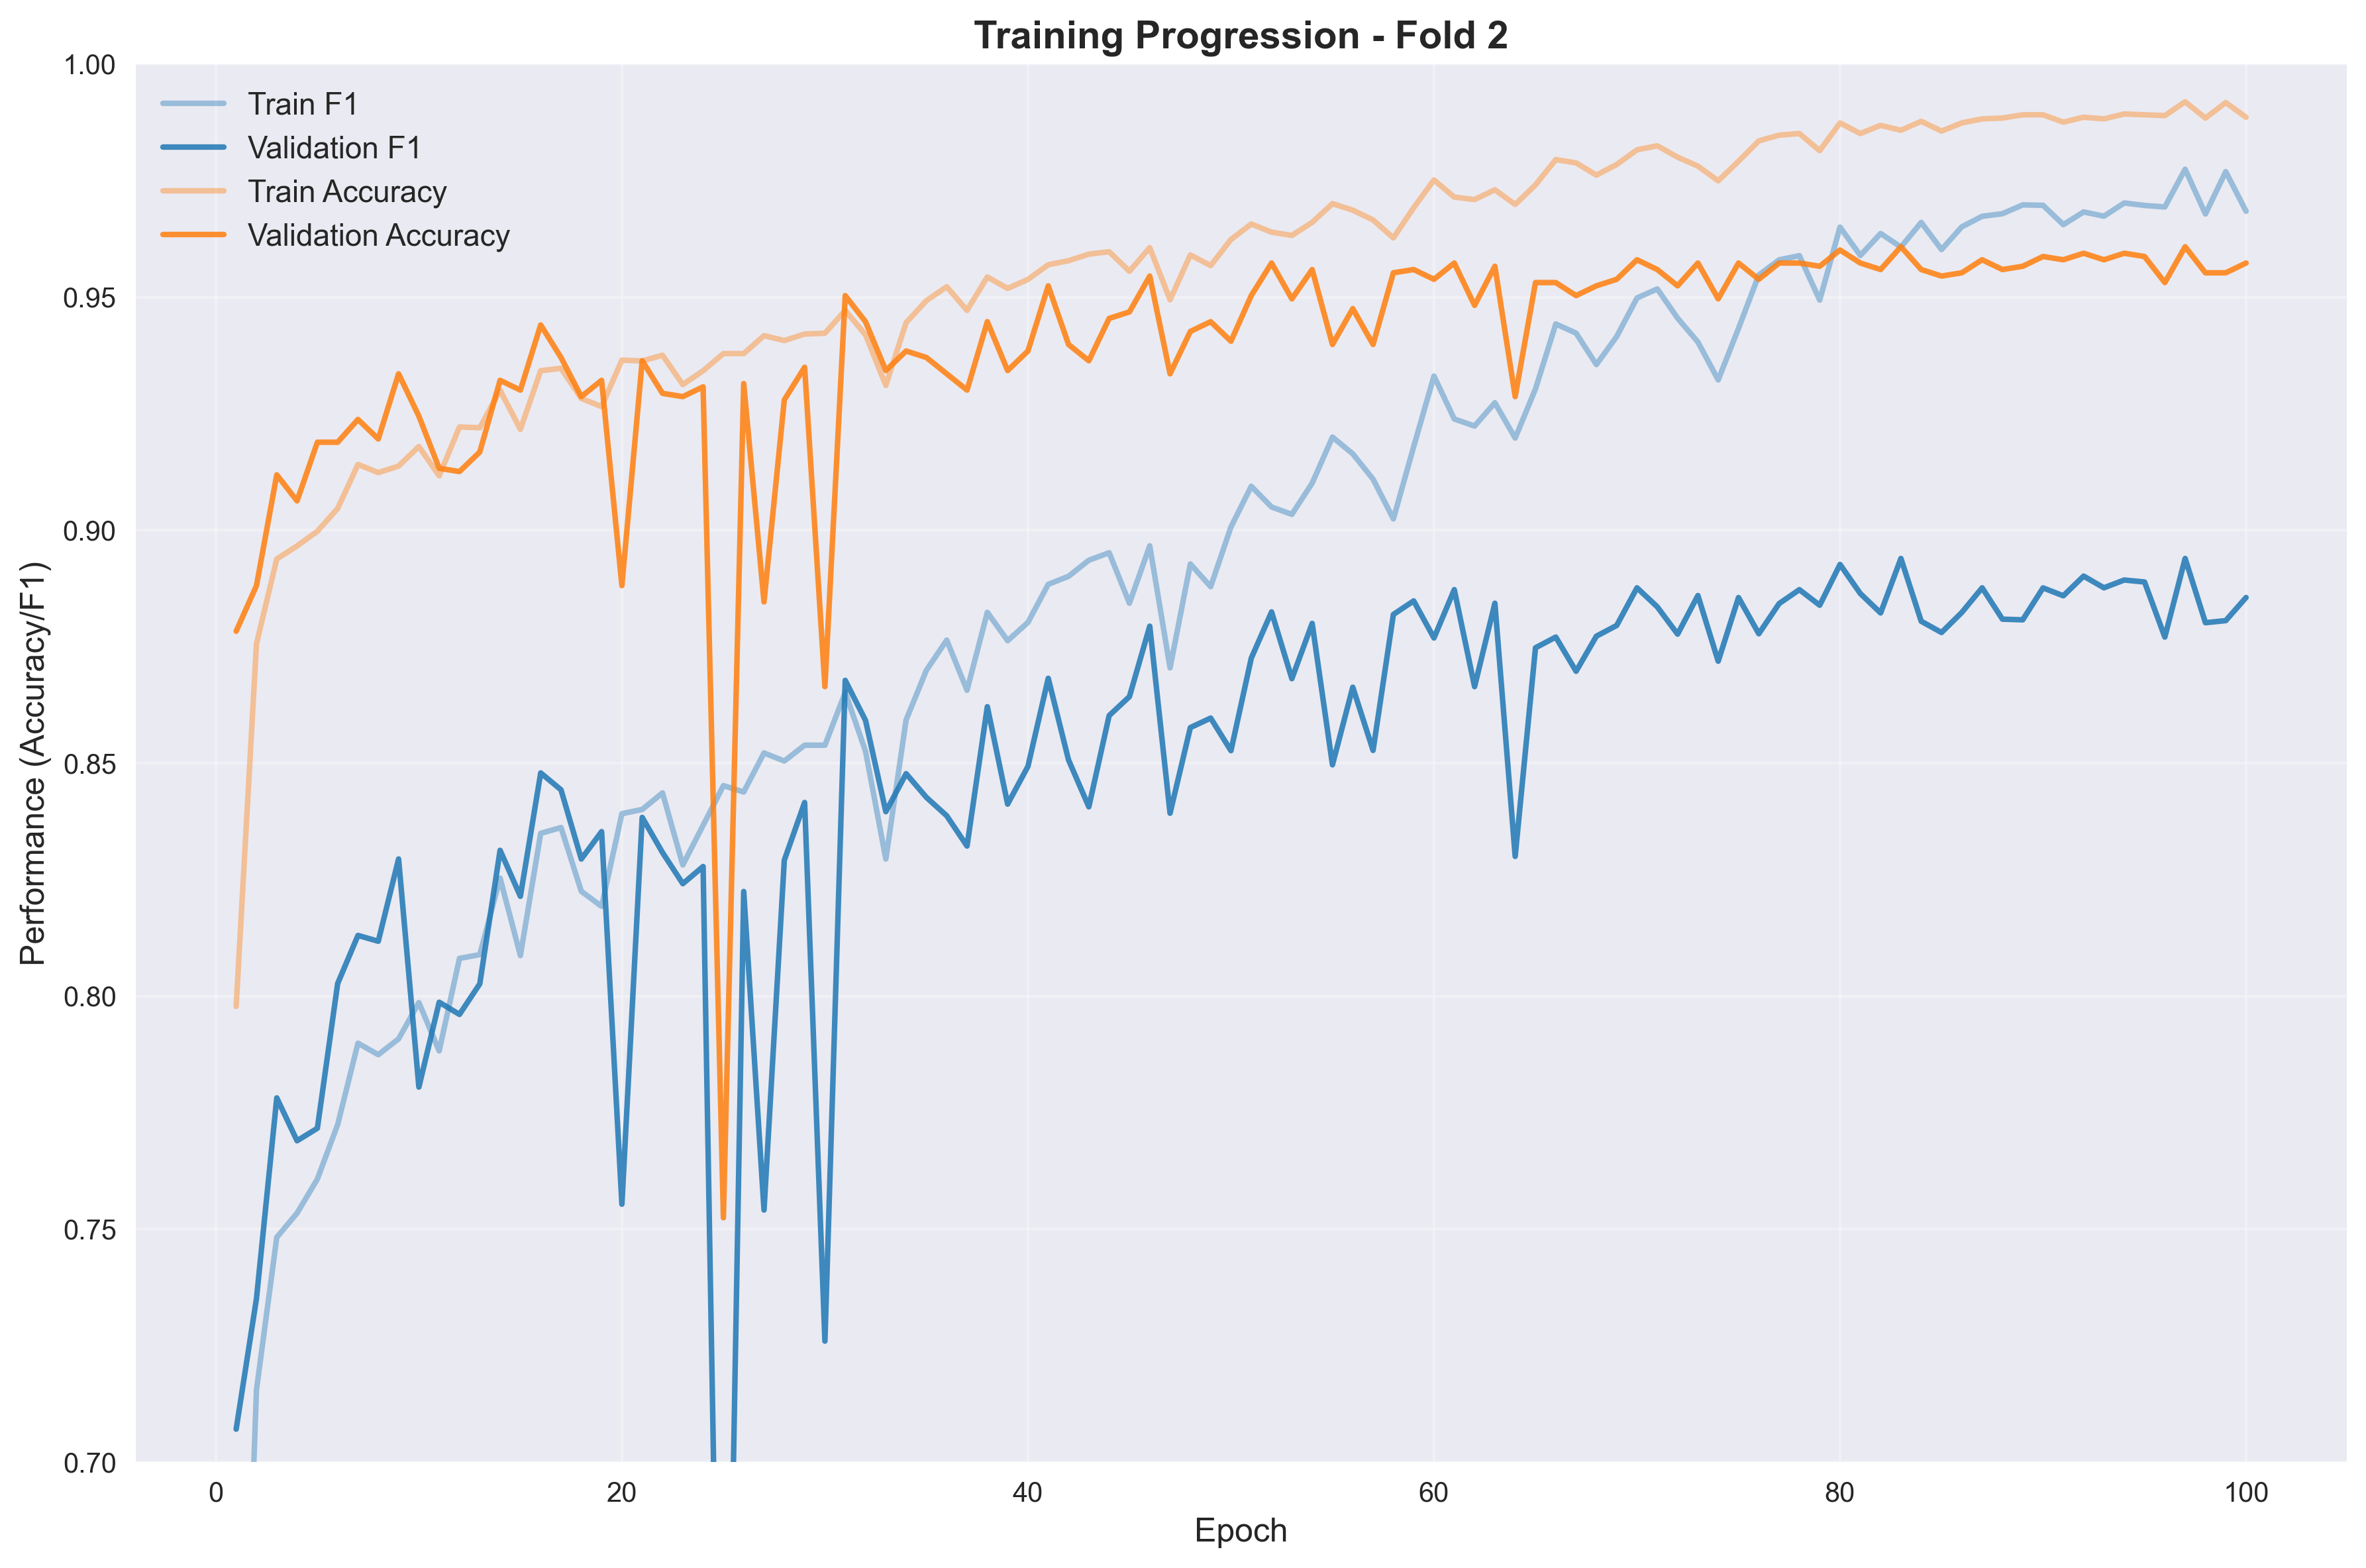 Training Progression - Fold 2
1.00
0.95
0.90
0.85
0.80
0.75
0.70
Performance (Accuracy/F1)
Train F1
Validation F1
Train Accuracy
Validation Accuracy
0 20 40 60 80 100
Epoch